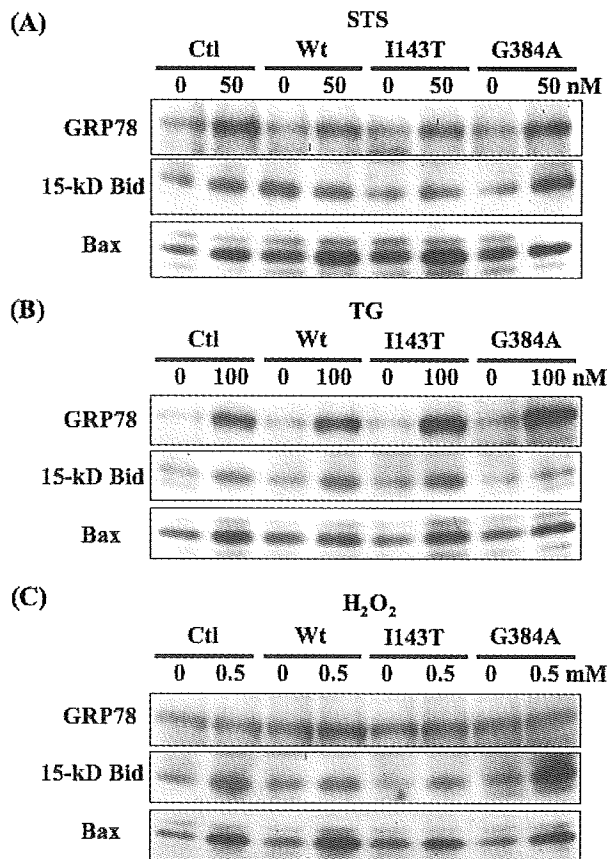 (A)
STS
Ctl Wt I143T G384A
0 50 0 50 0 50 0 50 nM
GRP78
15-kD Bid
Bax
(B)
TG
Ctl Wt I143T G384A
0 100 0 100 0 100 0 100 nM
GRP78
15-kD Bid
Bax
(C)
H₂O₂
Ctl Wt I143T G384A
0 0.5 0 0.5 0 0.5 0 0.5 mM
GRP78
15-kD Bid
Bax